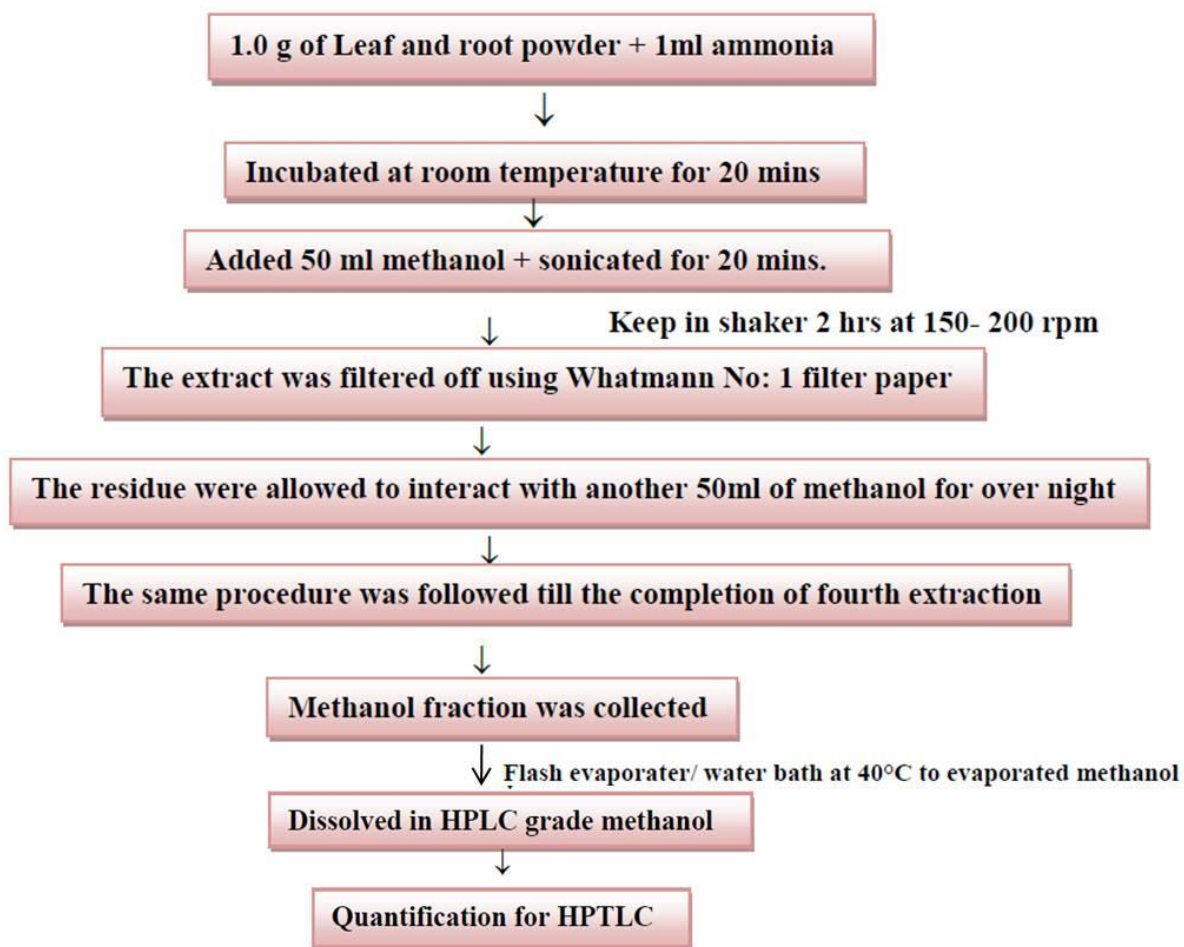 1.0 g of Leaf and root powder + 1ml ammonia
Incubated at room temperature for 20 mins
Added 50 ml methanol + sonicated for 20 mins.
Keep in shaker 2 hrs at 150- 200 rpm
The extract was filtered off using Whatmann No: 1 filter paper
The residue were allowed to interact with another 50ml of methanol for over night
The same procedure was followed till the completion of fourth extraction
Methanol fraction was collected
Flash evaporater/ water bath at 40°C to evaporated methanol
Dissolved in HPLC grade methanol
Quantification for HPTLC